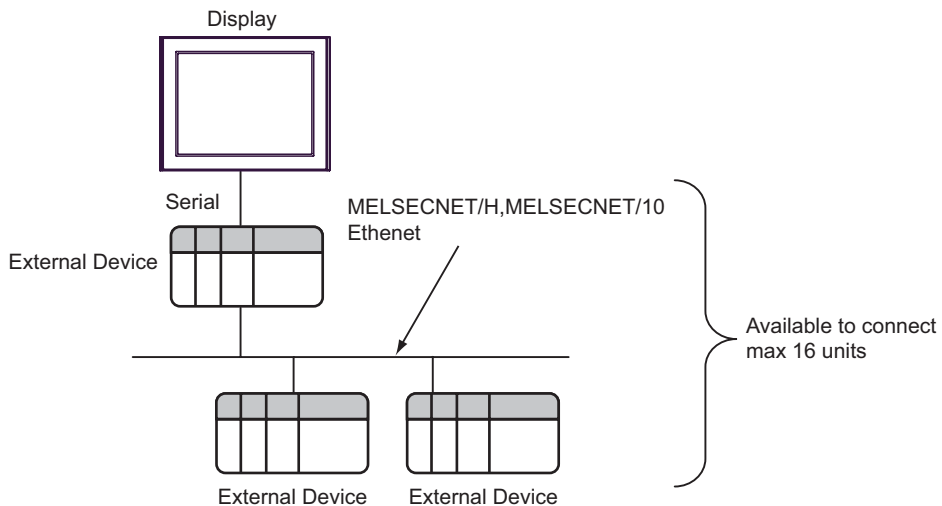 Display
Serial
MELSECNET/H,MELSECNET/10
Ethenet
External Device
Available to connect
max 16 units
External Device
External Device